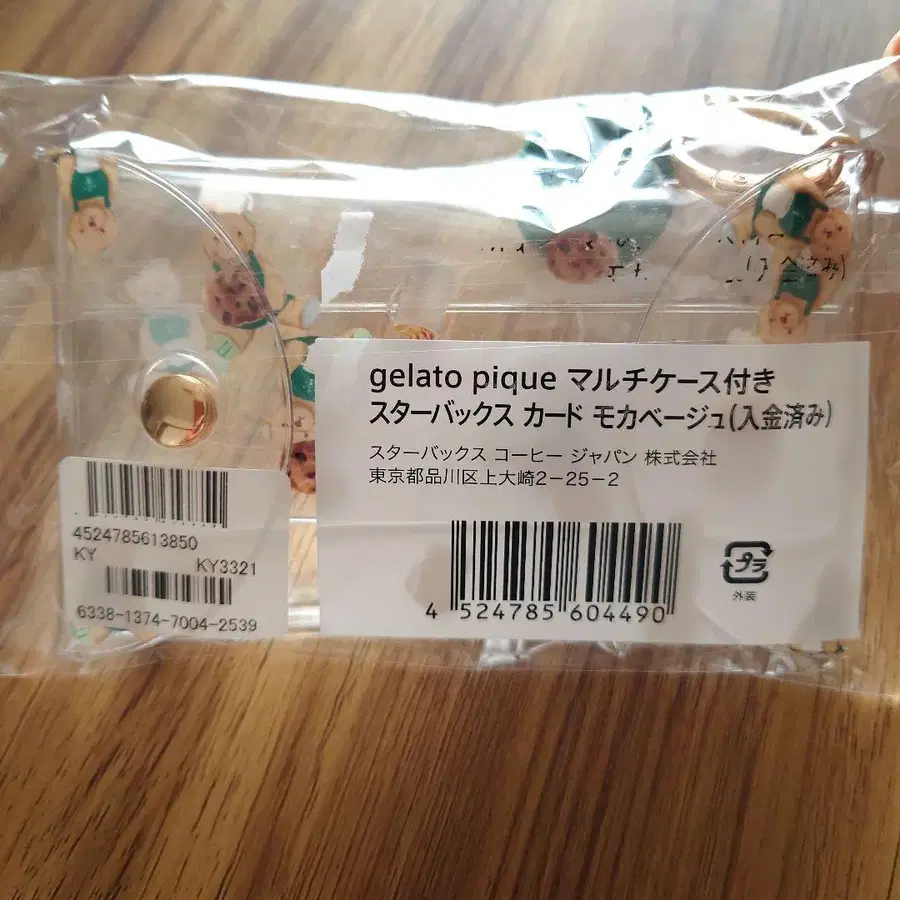 gelato pique マルチケース付き
スターバックス カード モカベージュ(入金済み)
スターバックス コーヒー ジャパン 株式会社
東京都品川区上大崎2-25-2
4 524785 604490
プラ
外装
4524785613850
KY KY3321
6338-1374-7004-2539